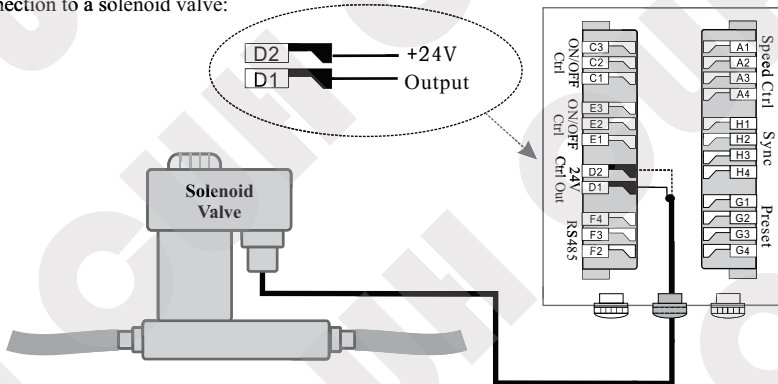 nection to a solenoid valve:
D2 +24V
D1 Output
Solenoid
Valve
ON/OFF
Ctrl
C3
C2
C1
ON/OFF
Ctrl
E3
E2
E1
24V
Ctrl Out
D2
D1
RS485
F4
F3
F2
Speed Ctrl
A1
A2
A3
A4
Sync
H1
H2
H3
H4
Preset
G1
G2
G3
G4